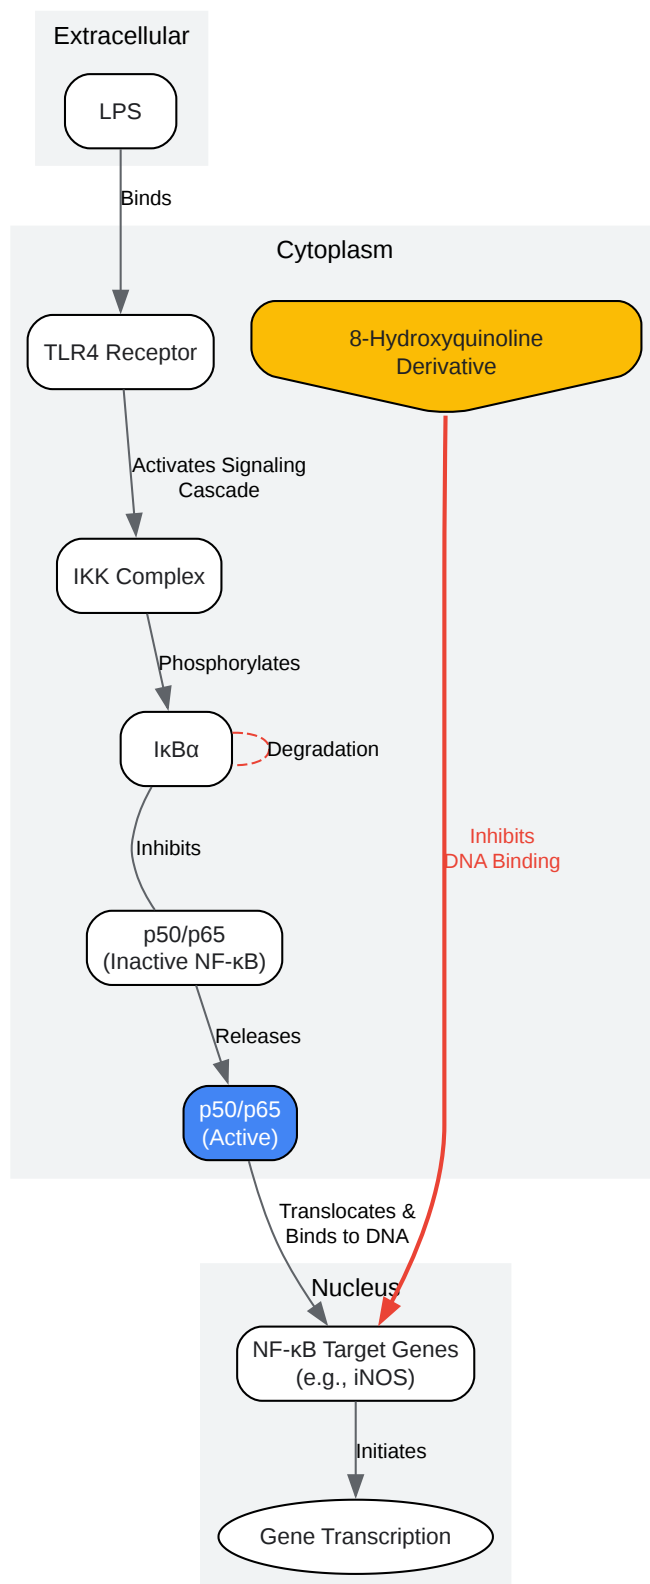 Extracellular
LPS
Binds
Cytoplasm
TLR4 Receptor
8-Hydroxyquinoline
Derivative
Activates Signaling
Cascade
IKK Complex
Phosphorylates
IκBα
Degradation
Inhibits
Inhibits
DNA Binding
p50/p65
(Inactive NF-κB)
Releases
p50/p65
(Active)
Translocates &
Binds to DNA
Nucleus
NF-κB Target Genes
(e.g., iNOS)
Initiates
Gene Transcription